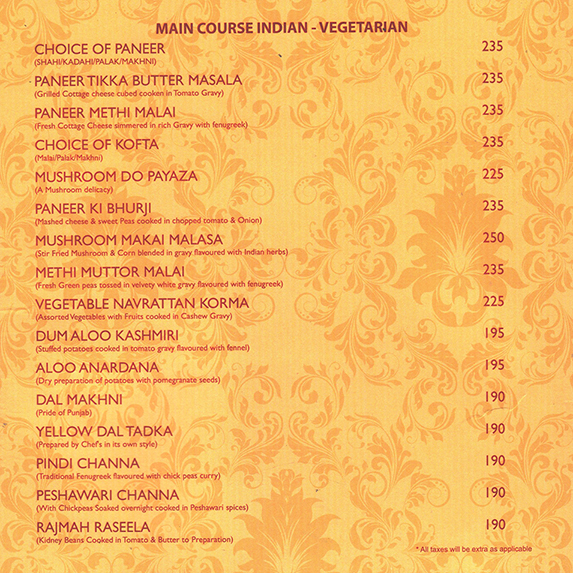 MAIN COURSE INDIAN - VEGETARIAN
CHOICE OF PANEER 235
(SHAHI/KADAHI/PALAK/MAKHNI)
PANEER TIKKA BUTTER MASALA 235
(Grilled Cottage cheese cubed cooken in Tomato Gravy)
PANEER METHI MALAI 235
(Fresh Cottage Cheese simmered in rich Gravy with fenugreek)
CHOICE OF KOFTA 235
(Malai/Palak/Makhni)
MUSHROOM DO PAYAZA 225
(A Mushroom delicacy)
PANEER KI BHURJI 235
(Mashed cheese & sweet Peas cooked in chopped tomato & Onion)
MUSHROOM MAKAI MALASA 250
(Stir Fried Mushroom & Corn blended in gravy flavoured with Indian herbs)
METHI MUTTOR MALAI 235
(Fresh Green peas tossed in velvety white gravy flavoured with fenugreek)
VEGETABLE NAVRATTAN KORMA 225
(Assorted Vegetables with Fruits cooked in Cashew Gravy)
DUM ALOO KASHMIRI 195
(Stuffed potatoes cooked in tomato gravy flavoured with fennel)
ALOO ANARDANA 195
(Dry preparation of potatoes with pomegranate seeds)
DAL MAKHNI 190
(Pride of Punjab)
YELLOW DAL TADKA 190
(Prepared by Chef's in its own style)
PINDI CHANNA 190
(Traditional Fenugreek flavoured with chick peas curry)
PESHAWARI CHANNA 190
(With Chickpeas Soaked overnight cooked in Peshawari spices)
RAJMAH RASEELA 190
(Kidney Beans Cooked in Tomato & Butter to Preparation)
* All taxes will be extra as applicable